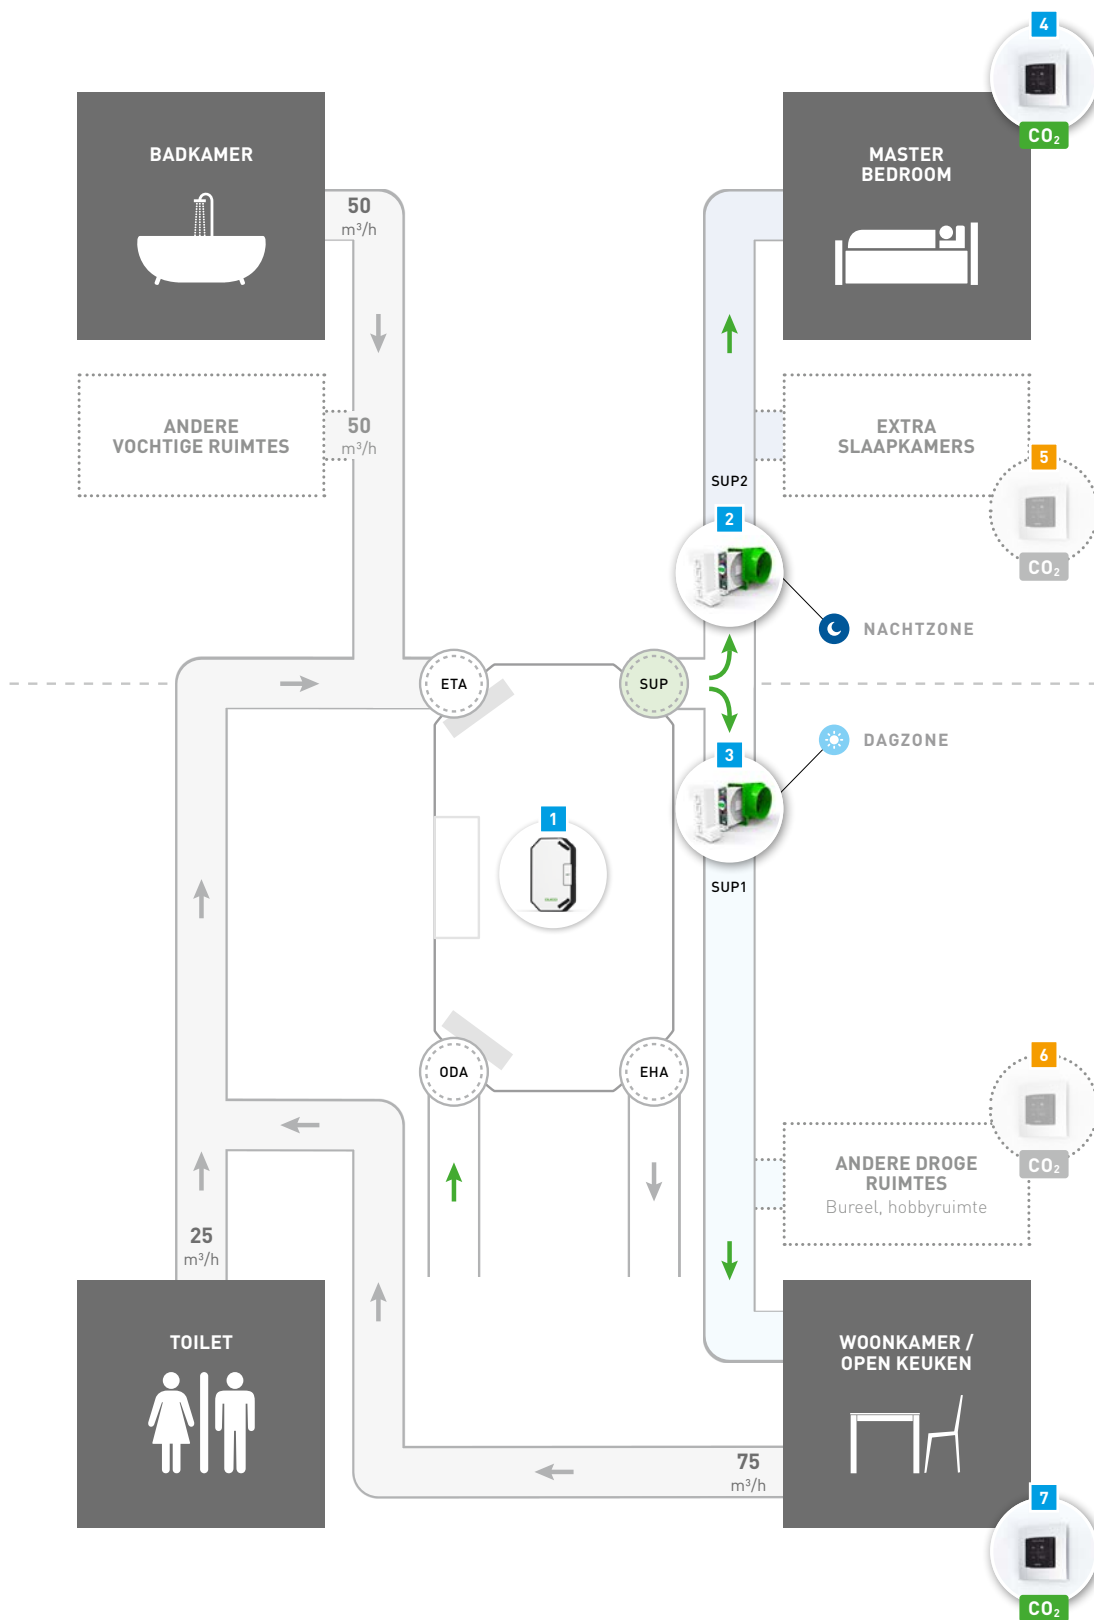 4
CO₂
BADKAMER
MASTER
BEDROOM
50
m³/h
ANDERE
VOCHTIGE RUIMTES
50
m³/h
EXTRA
SLAAPKAMERS
5
CO₂
SUP2
2
NACHTZONE
ETA
SUP
DAGZONE
3
1
SUP1
ODA
EHA
6
CO₂
ANDERE DROGE
RUIMTES
Bureel, hobbyruimte
25
m³/h
TOILET
WOONKAMER /
OPEN KEUKEN
75
m³/h
7
CO₂